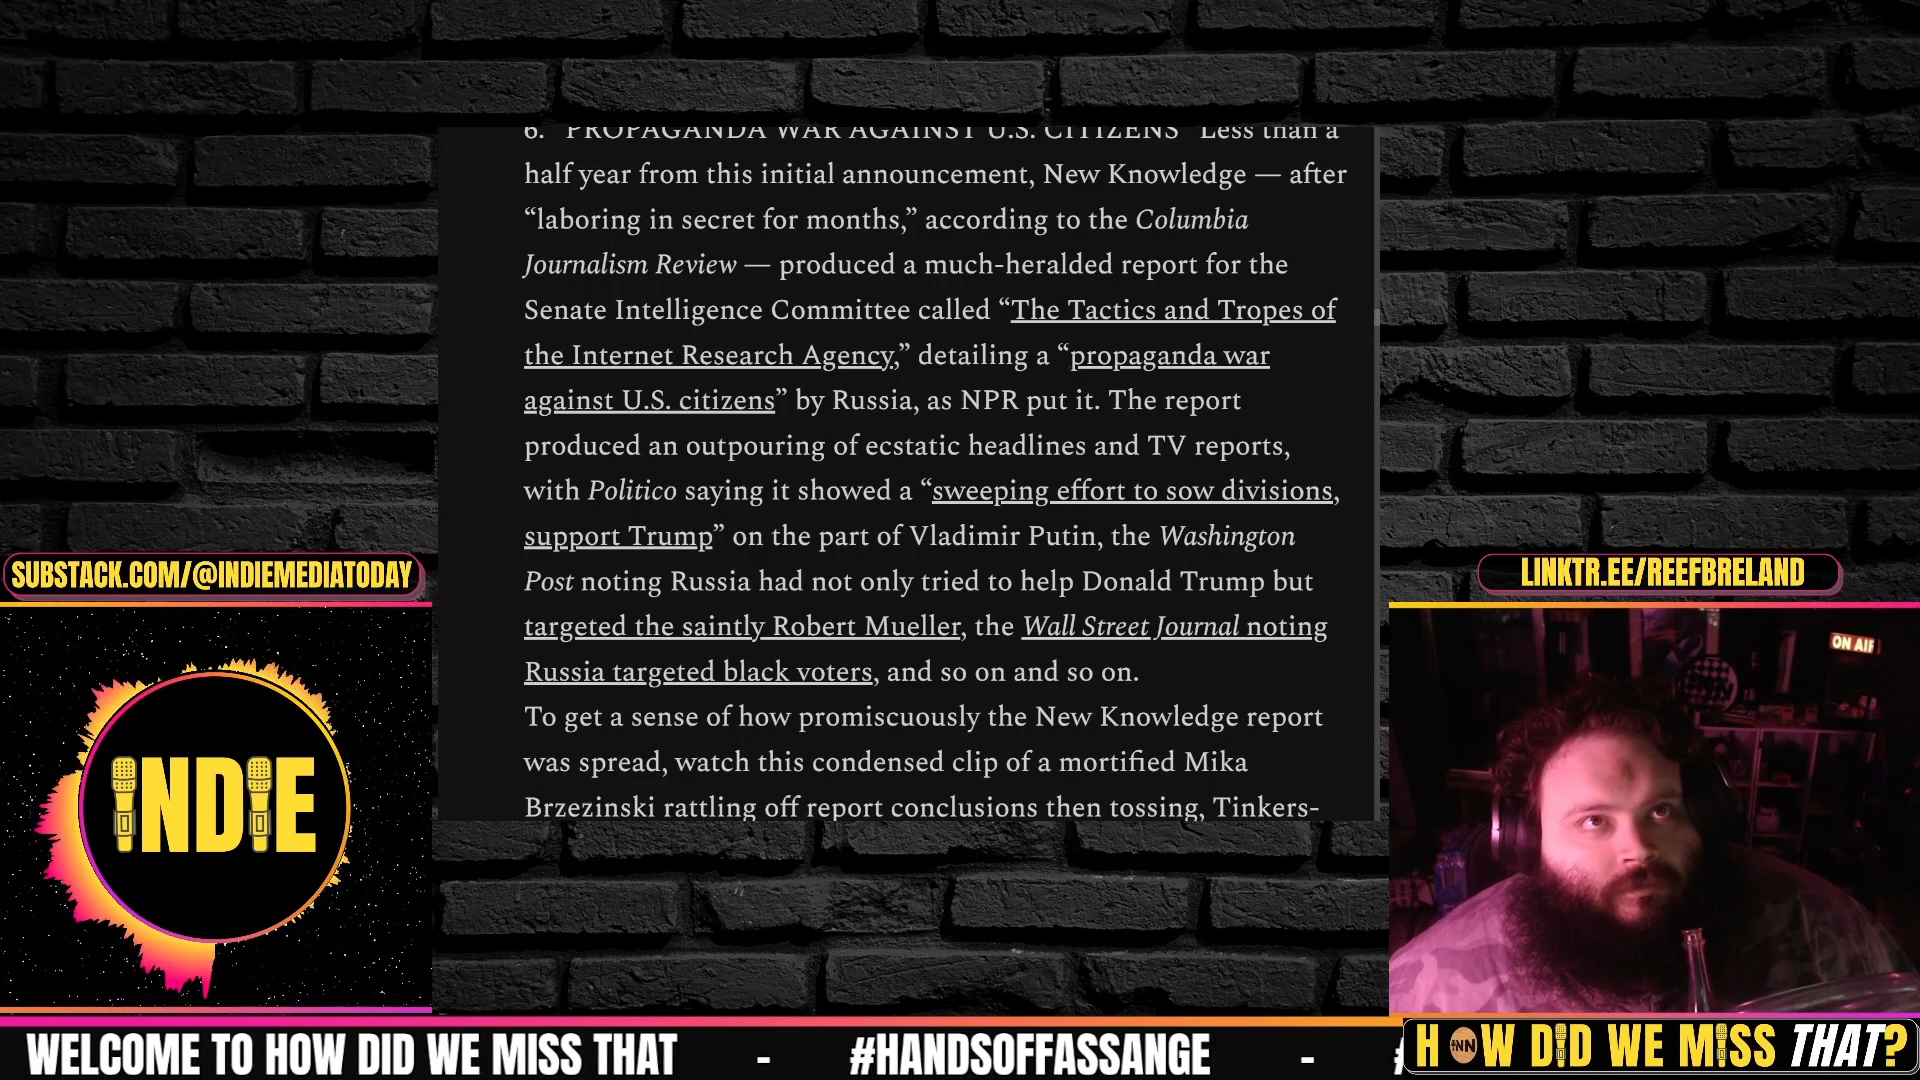 6. "PROPAGANDA WAR AGAINST U.S. CITIZENS" Less than a
half year from this initial announcement, New Knowledge — after
“laboring in secret for months,” according to the Columbia
Journalism Review — produced a much-heralded report for the
Senate Intelligence Committee called “The Tactics and Tropes of
the Internet Research Agency,” detailing a “propaganda war
against U.S. citizens” by Russia, as NPR put it. The report
produced an outpouring of ecstatic headlines and TV reports,
with Politico saying it showed a “sweeping effort to sow divisions,
support Trump” on the part of Vladimir Putin, the Washington
Post noting Russia had not only tried to help Donald Trump but
targeted the saintly Robert Mueller, the Wall Street Journal noting
Russia targeted black voters, and so on and so on.
To get a sense of how promiscuously the New Knowledge report
was spread, watch this condensed clip of a mortified Mika
Brzezinski rattling off report conclusions then tossing, Tinkers-
SUBSTACK.COM/@INDIEMEDIATODAY
INDIE
LINKTR.EE/REEFBRELAND
ON AIR
WELCOME TO HOW DID WE MISS THAT - #HANDSOFFASSANGE - #
HOW DID WE MISS THAT?
INN